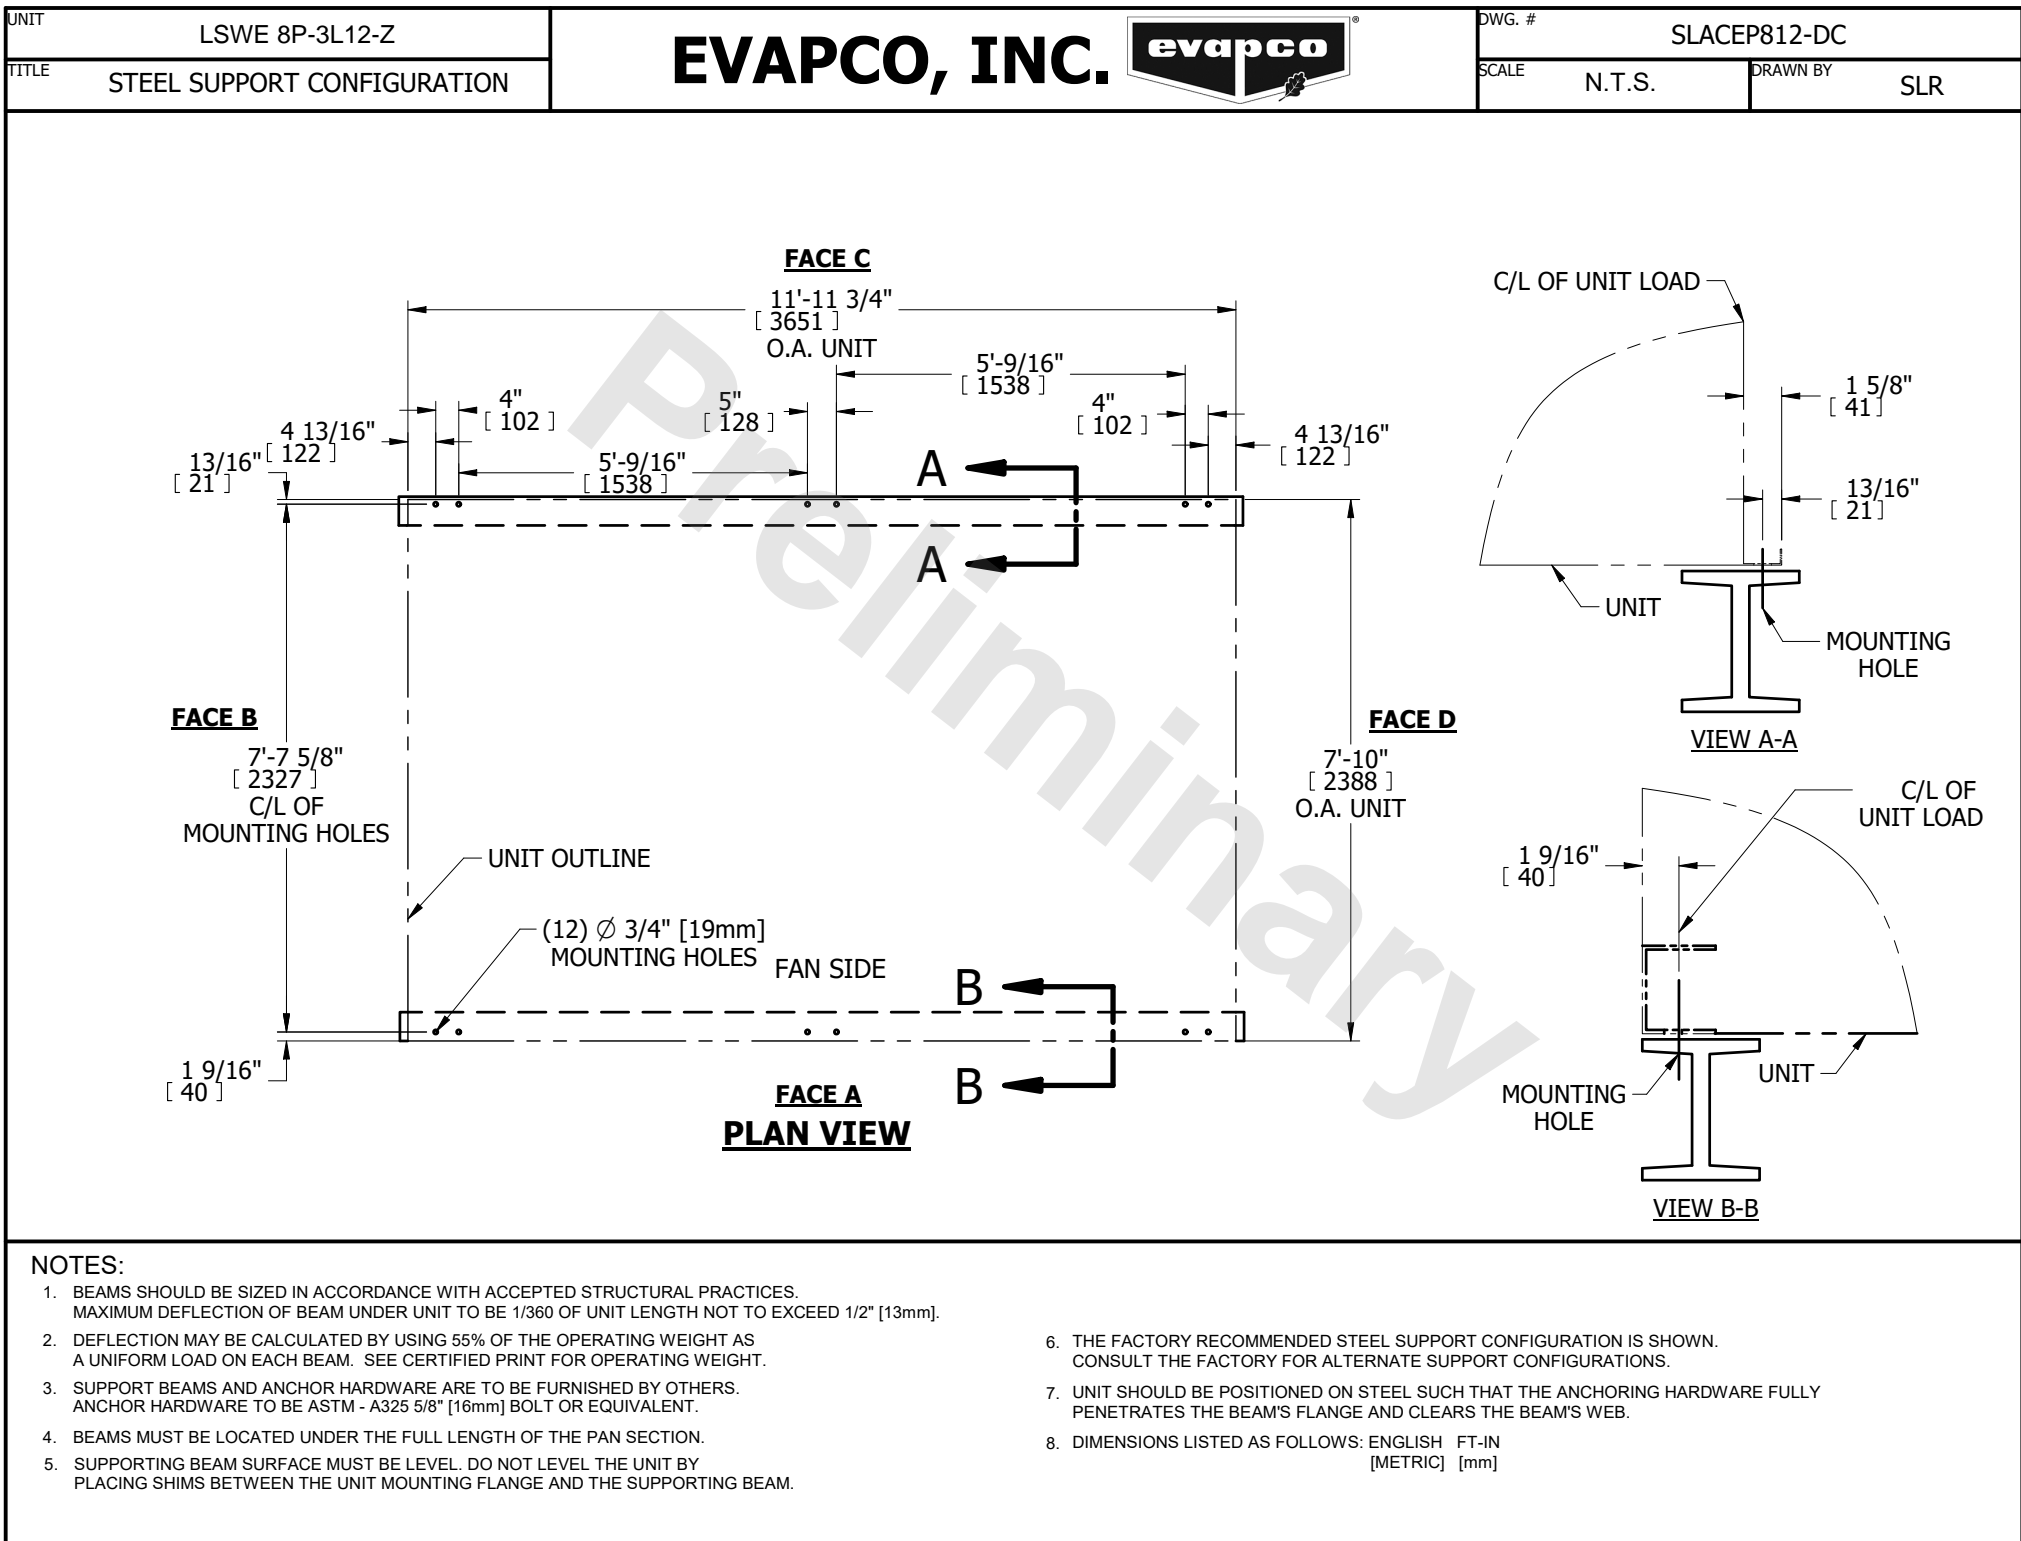 UNIT
LSWE 8P-3L12-Z
TITLE
STEEL SUPPORT CONFIGURATION
EVAPCO, INC.
evapco
®
DWG. #
SLACEP812-DC
SCALE
N.T.S.
DRAWN BY
SLR
FACE C
11'-11 3/4"
[ 3651 ]
O.A. UNIT
5'-9/16"
[ 1538 ]
4"
[ 102 ]
5"
[ 128 ]
4"
[ 102 ]
4 13/16"
[ 122 ]
4 13/16"
[ 122 ]
13/16"
[ 21 ]
5'-9/16"
[ 1538 ]
A
A
FACE B
7'-7 5/8"
[ 2327 ]
C/L OF
MOUNTING HOLES
FACE D
7'-10"
[ 2388 ]
O.A. UNIT
UNIT OUTLINE
(12) Ø 3/4" [19mm]
MOUNTING HOLES
FAN SIDE
B
B
1 9/16"
[ 40 ]
FACE A
PLAN VIEW
Preliminary
C/L OF UNIT LOAD
1 5/8"
[ 41]
13/16"
[ 21]
UNIT
MOUNTING
HOLE
VIEW A-A
C/L OF
UNIT LOAD
1 9/16"
[ 40]
UNIT
MOUNTING
HOLE
VIEW B-B
NOTES:
1. BEAMS SHOULD BE SIZED IN ACCORDANCE WITH ACCEPTED STRUCTURAL PRACTICES.
MAXIMUM DEFLECTION OF BEAM UNDER UNIT TO BE 1/360 OF UNIT LENGTH NOT TO EXCEED 1/2" [13mm].
2. DEFLECTION MAY BE CALCULATED BY USING 55% OF THE OPERATING WEIGHT AS
A UNIFORM LOAD ON EACH BEAM. SEE CERTIFIED PRINT FOR OPERATING WEIGHT.
3. SUPPORT BEAMS AND ANCHOR HARDWARE ARE TO BE FURNISHED BY OTHERS.
ANCHOR HARDWARE TO BE ASTM - A325 5/8" [16mm] BOLT OR EQUIVALENT.
4. BEAMS MUST BE LOCATED UNDER THE FULL LENGTH OF THE PAN SECTION.
5. SUPPORTING BEAM SURFACE MUST BE LEVEL. DO NOT LEVEL THE UNIT BY
PLACING SHIMS BETWEEN THE UNIT MOUNTING FLANGE AND THE SUPPORTING BEAM.
6. THE FACTORY RECOMMENDED STEEL SUPPORT CONFIGURATION IS SHOWN.
CONSULT THE FACTORY FOR ALTERNATE SUPPORT CONFIGURATIONS.
7. UNIT SHOULD BE POSITIONED ON STEEL SUCH THAT THE ANCHORING HARDWARE FULLY
PENETRATES THE BEAM'S FLANGE AND CLEARS THE BEAM'S WEB.
8. DIMENSIONS LISTED AS FOLLOWS: ENGLISH FT-IN
[METRIC] [mm]